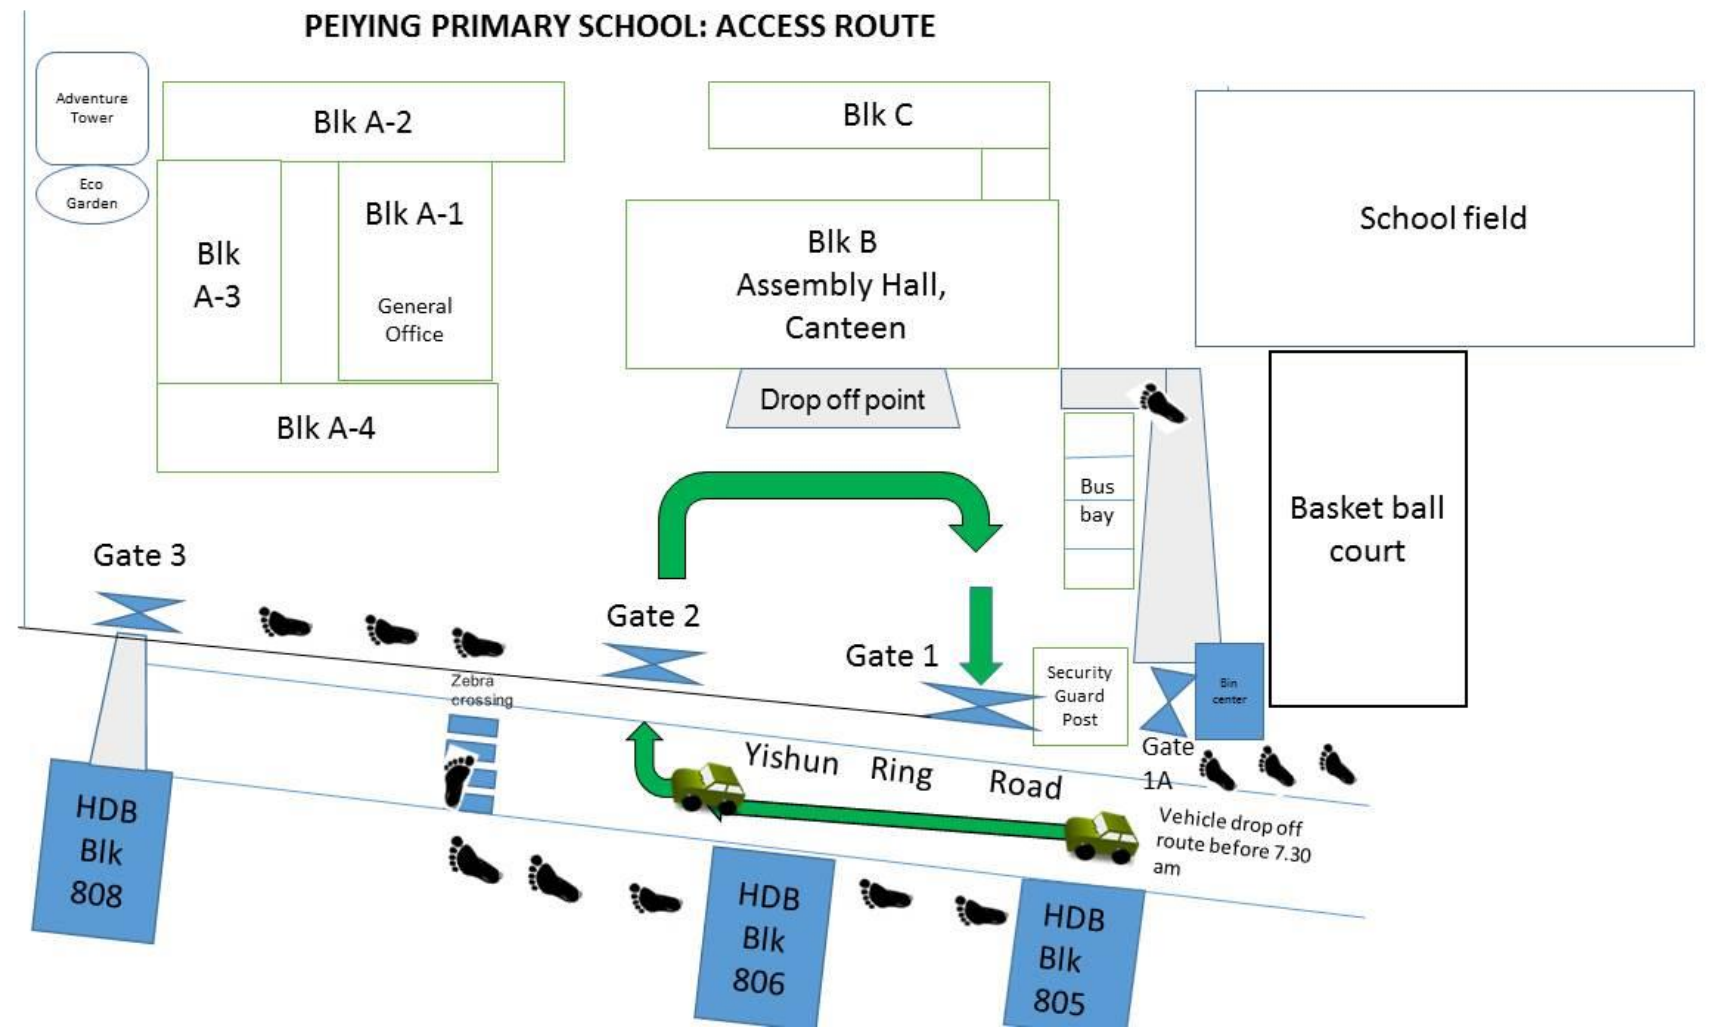 PEIYING PRIMARY SCHOOL: ACCESS ROUTE
Adventure
Tower
Eco
Garden
Blk A-2
Blk
A-3
Blk A-1
General
Office
Blk A-4
Blk C
Blk B
Assembly Hall,
Canteen
Drop off point
School field
Bus
bay
Basket ball
court
Gate 3
Gate 2
Gate 1
Security
Guard
Post
Bin
center
Gate
1A
Zebra
crossing
Yishun Ring Road
Vehicle drop off
route before 7.30
am
HDB
Blk
808
HDB
Blk
806
HDB
Blk
805